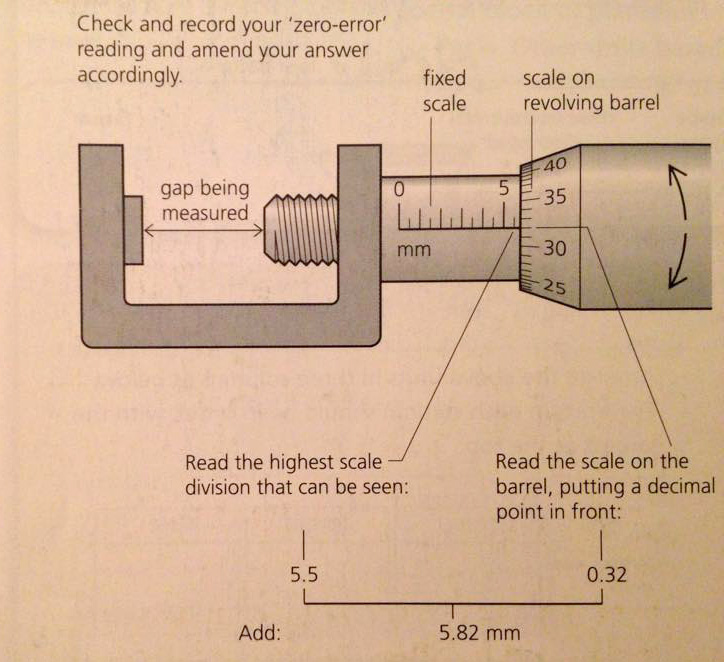 Check and record your 'zero-error'
reading and amend your answer
accordingly.
fixed
scale
scale on
revolving barrel
gap being
measured
0
5
mm
40
35
30
25
Read the highest scale
division that can be seen:
Read the scale on the
barrel, putting a decimal
point in front:
5.5
0.32
Add:
5.82 mm